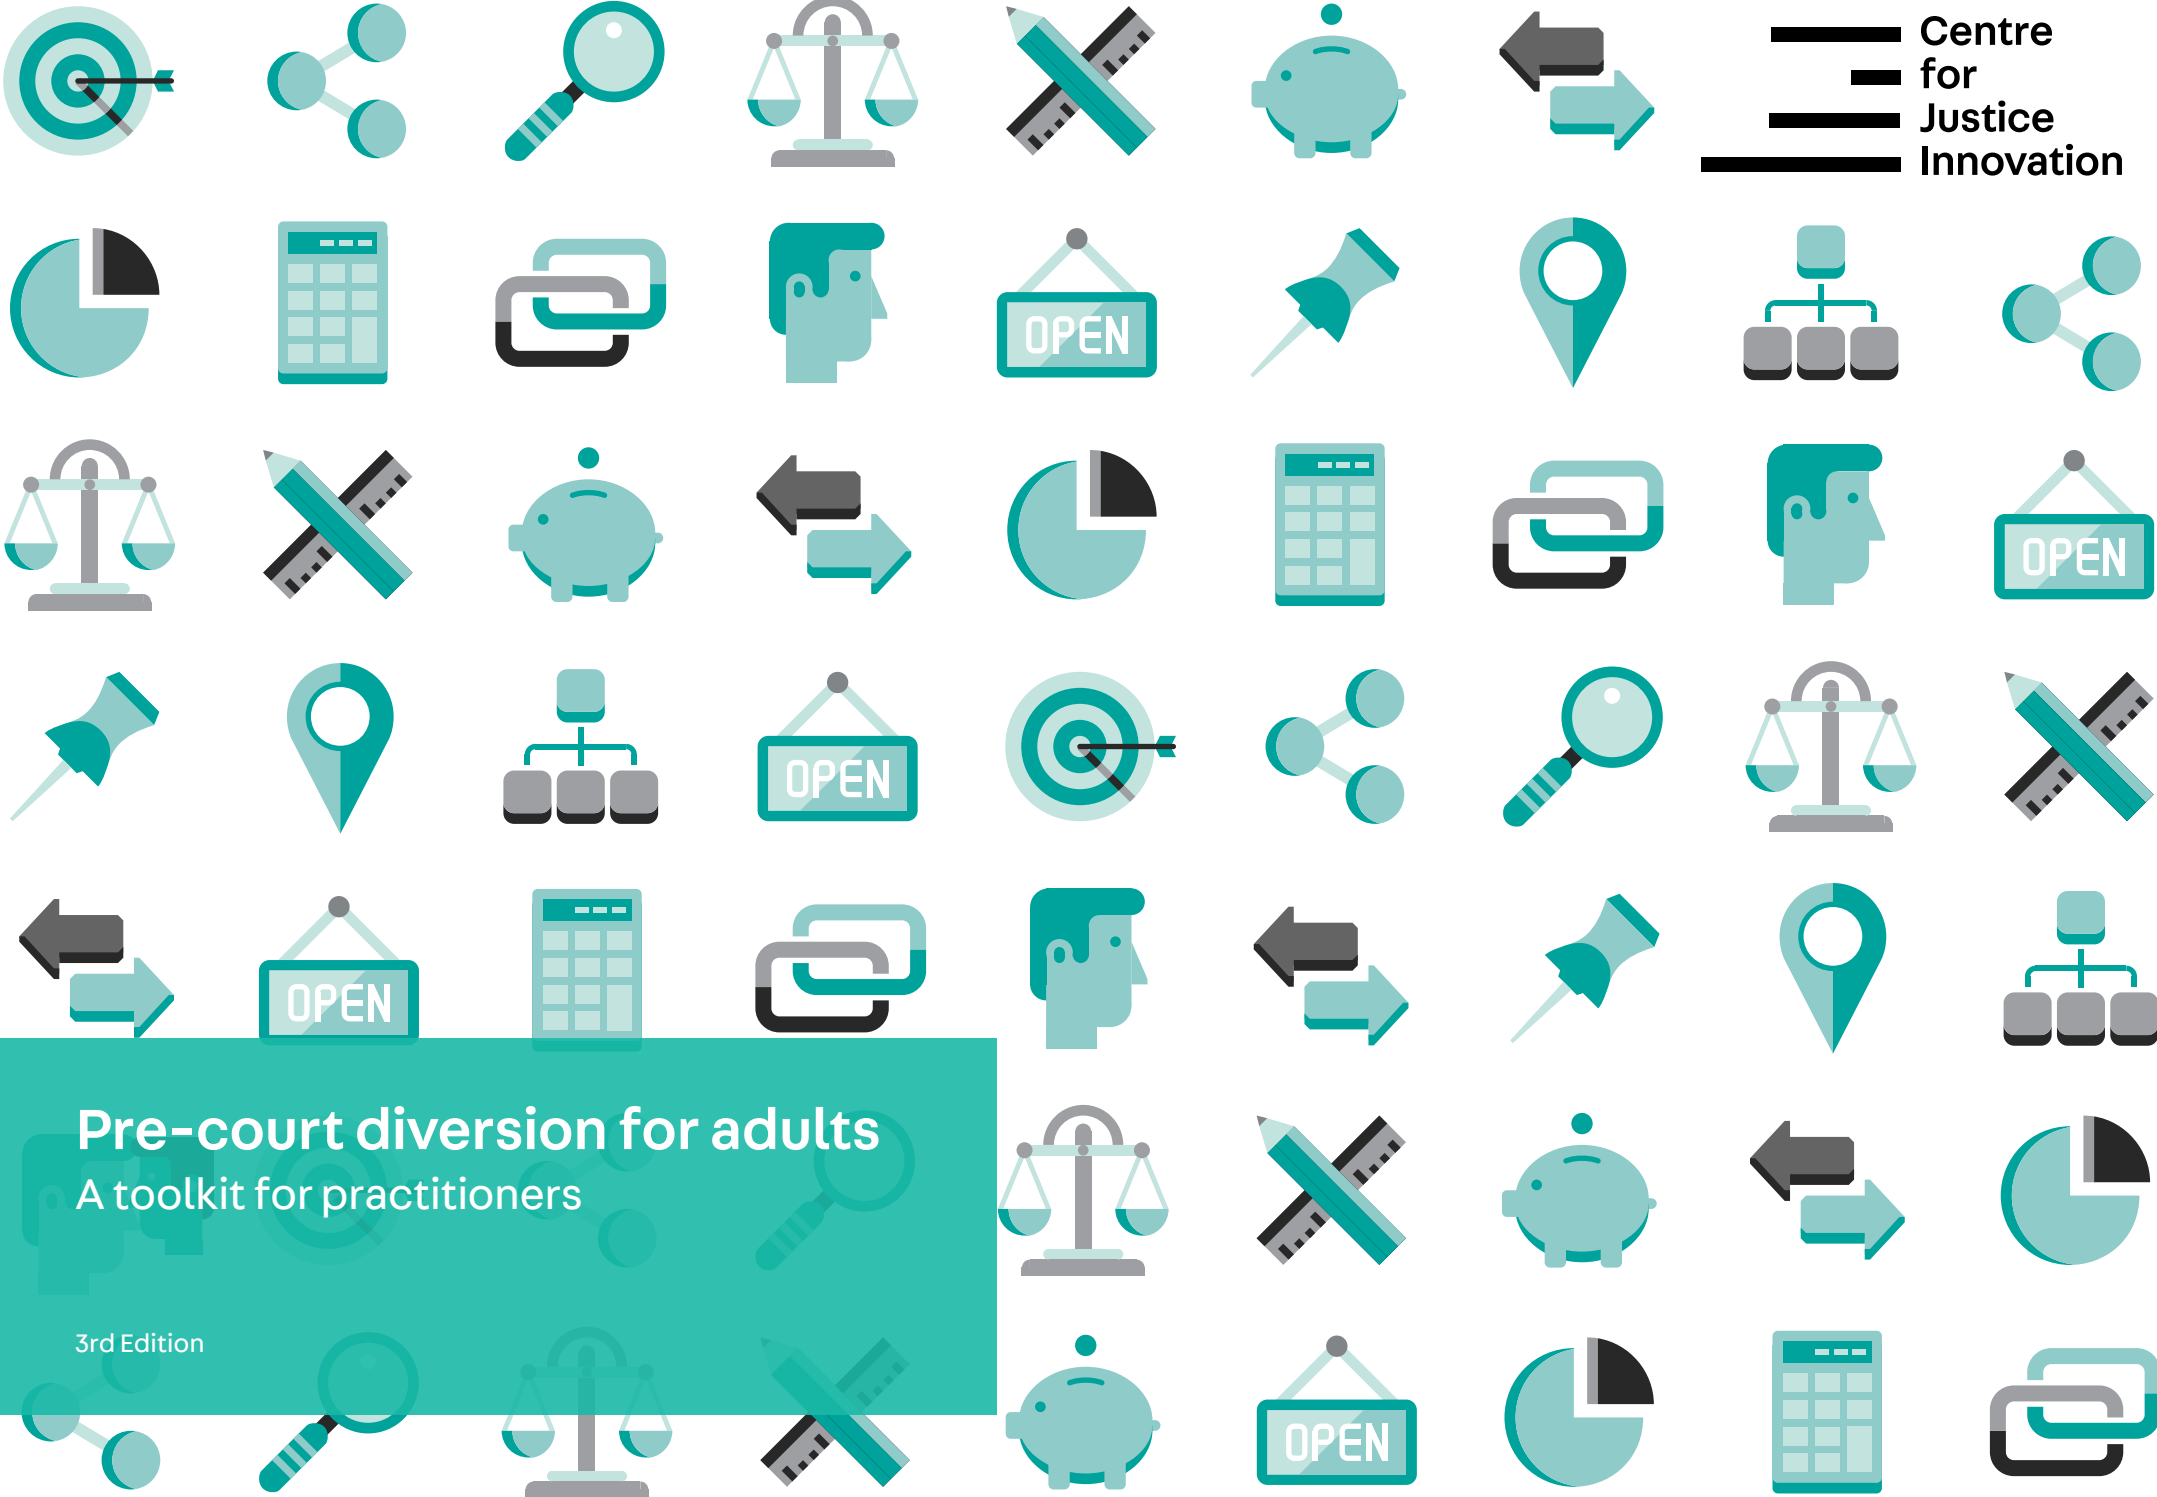 Centre
for
Justice
Innovation
OPEN
OPEN
OPEN
OPEN
Pre-court diversion for adults
A toolkit for practitioners
3rd Edition
OPEN